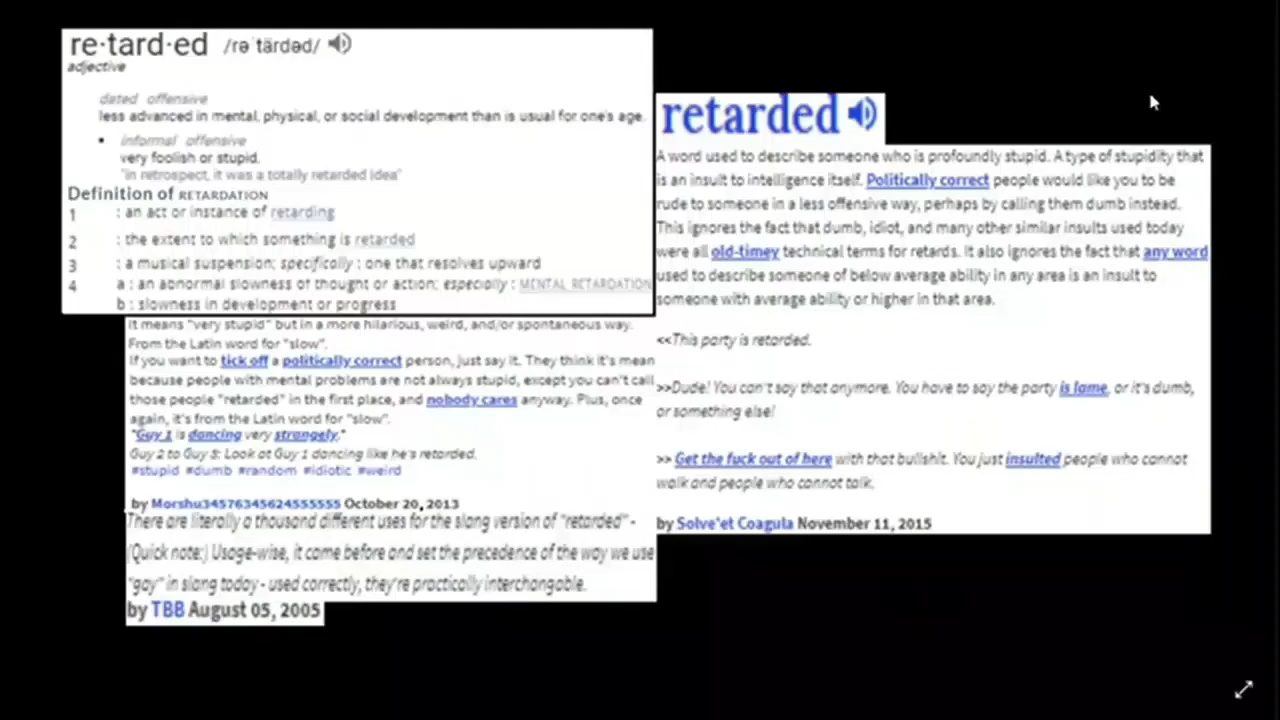 re·tard·ed /rəˈtärdəd/
adjective
dated offensive
less advanced in mental, physical, or social development than is usual for one's age.
• informal offensive
very foolish or stupid.
"in retrospect, it was a totally retarded idea"
Definition of RETARDATION
1 : an act or instance of retarding
2 : the extent to which something is retarded
3 : a musical suspension; specifically : one that resolves upward
4 a : an abnormal slowness of thought or action; especially : MENTAL RETARDATION
b : slowness in development or progress
It means "very stupid" but in a more hilarious, weird, and/or spontaneous way.
From the Latin word for "slow".
If you want to tick off a politically correct person, just say it. They think it's mean
because people with mental problems are not always stupid, except you can't call
those people "retarded" in the first place, and nobody cares anyway. Plus, once
again, it's from the Latin word for "slow".
"Guy 1 is dancing very strangely."
Guy 2 to Guy 3: Look at Guy 1 dancing like he's retarded.
#stupid #dumb #random #idiotic #weird
by Morshu34576345624555555 October 20, 2013
There are literally a thousand different uses for the slang version of "retarded" -
(Quick note:) Usage-wise, it came before and set the precedence of the way we use
"gay" in slang today - used correctly, they're practically interchangable.
by TBB August 05, 2005
retarded
A word used to describe someone who is profoundly stupid. A type of stupidity that
is an insult to intelligence itself. Politically correct people would like you to be
rude to someone in a less offensive way, perhaps by calling them dumb instead.
This ignores the fact that dumb, idiot, and many other similar insults used today
were all old-timey technical terms for retards. It also ignores the fact that any word
used to describe someone of below average ability in any area is an insult to
someone with average ability or higher in that area.
<<This party is retarded.
>>Dude! You can't say that anymore. You have to say the party is lame, or it's dumb,
or something else!
>> Get the fuck out of here with that bullshit. You just insulted people who cannot
walk and people who cannot talk.
by Solve'et Coagula November 11, 2015